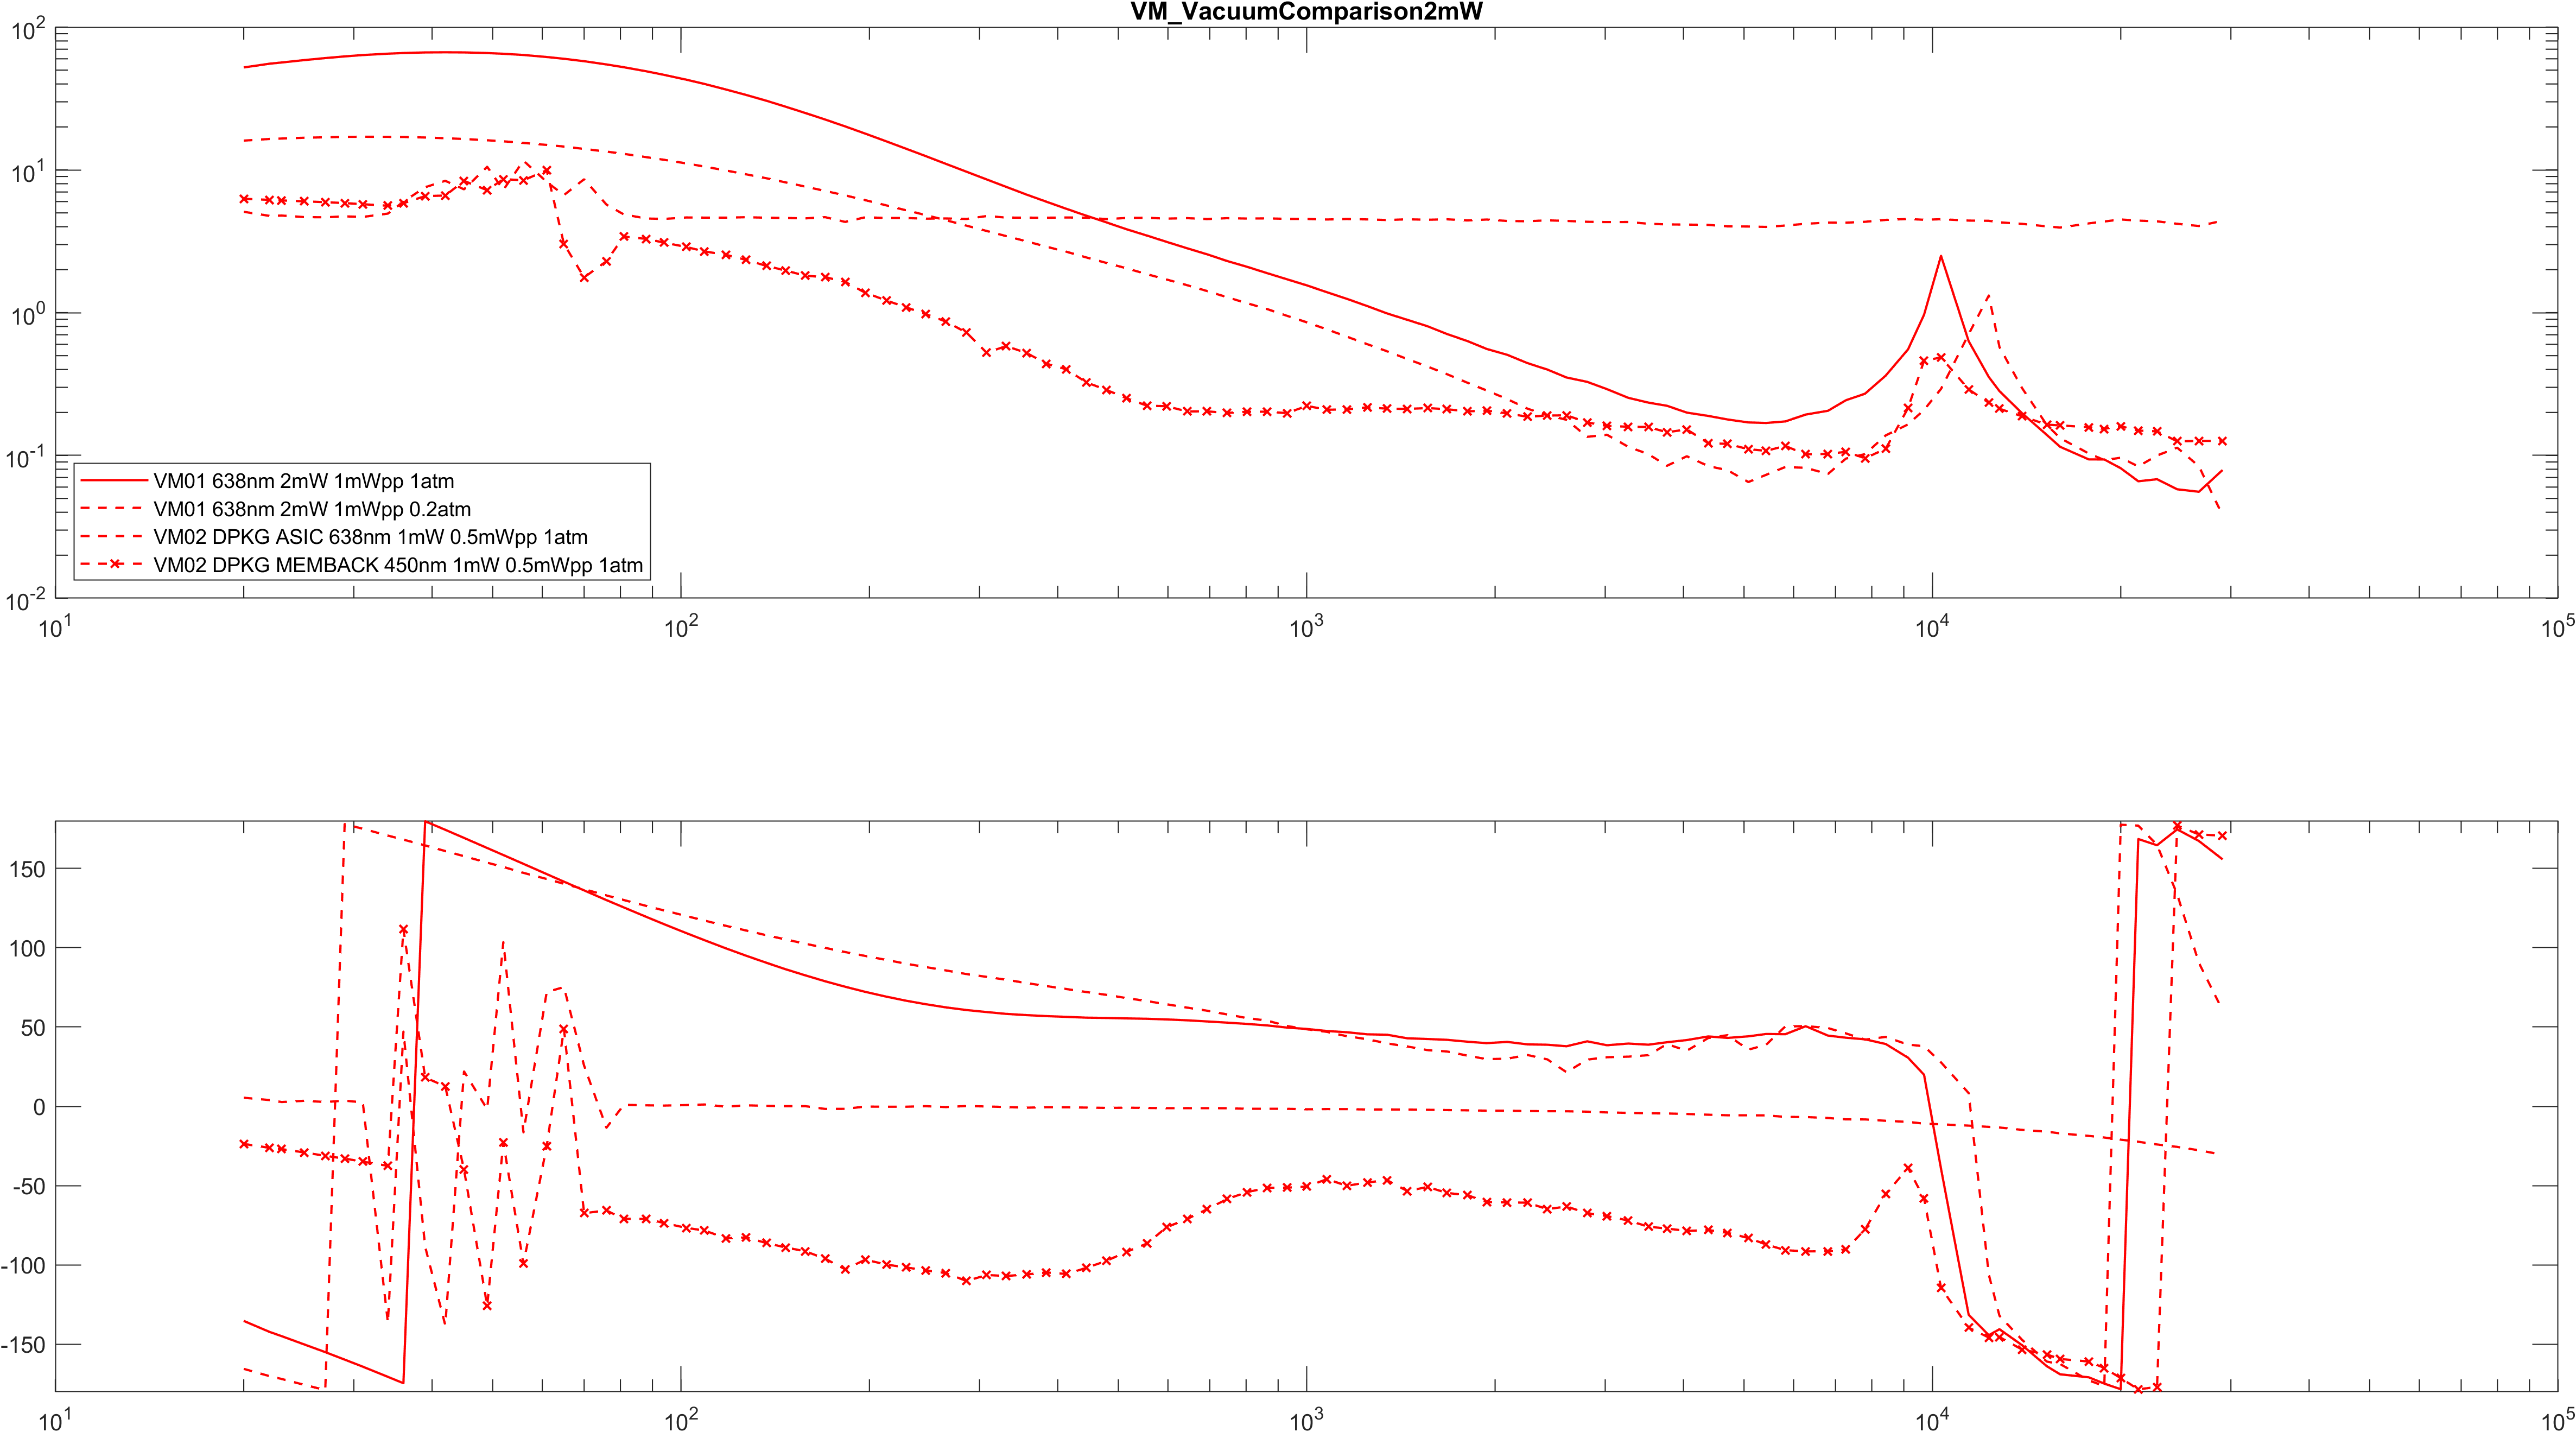 VM_VacuumComparison2mW
10^2
10^1
10^0
10^-1
10^-2
VM01 638nm 2mW 1mWpp 1atm
VM01 638nm 2mW 1mWpp 0.2atm
VM02 DPKG ASIC 638nm 1mW 0.5mWpp 1atm
VM02 DPKG MEMBACK 450nm 1mW 0.5mWpp 1atm
10^1 10^2 10^3 10^4 10^5
150
100
50
0
-50
-100
-150
10^1 10^2 10^3 10^4 10^5